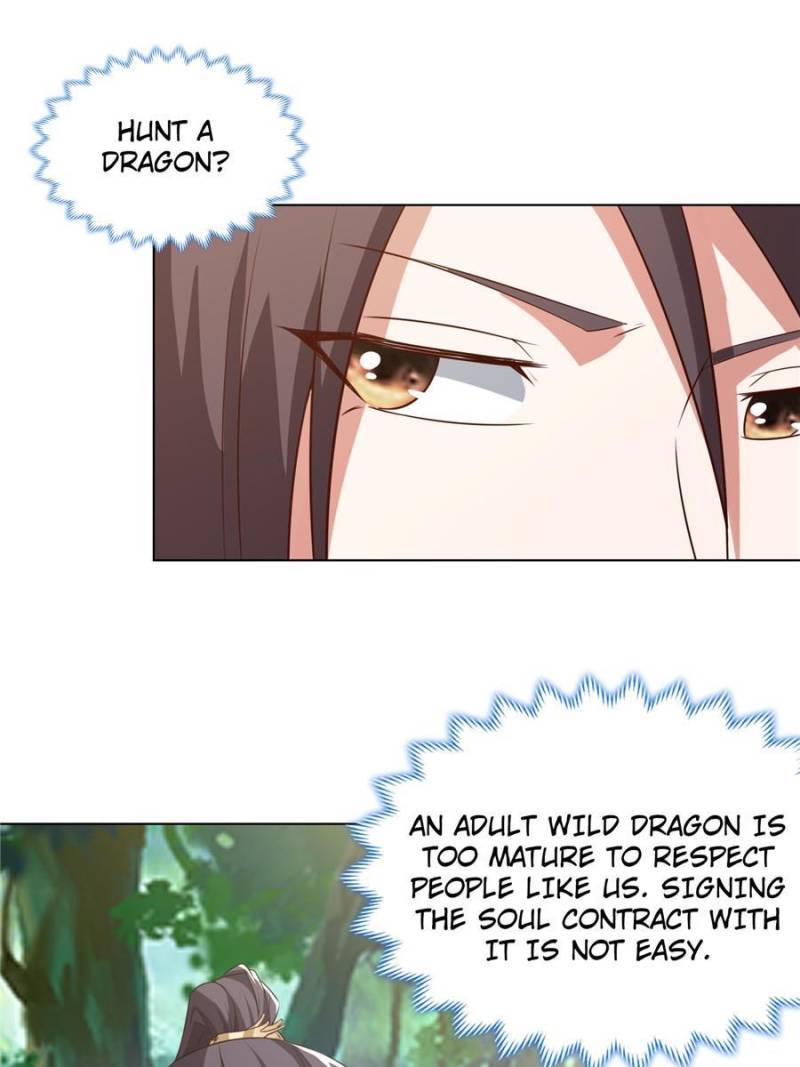 HUNT A
DRAGON?
AN ADULT WILD DRAGON IS
TOO MATURE TO RESPECT
PEOPLE LIKE US. SIGNING
THE SOUL CONTRACT WITH
IT IS NOT EASY.